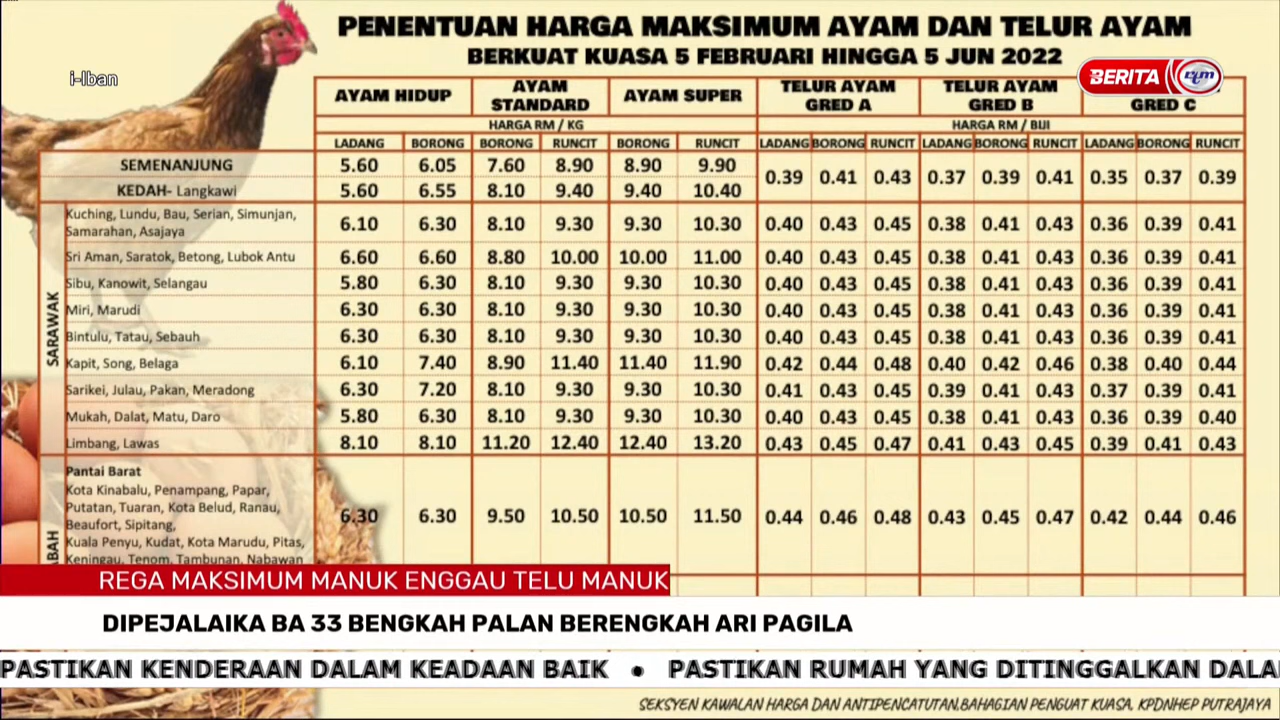 PENENTUAN HARGA MAKSIMUM AYAM DAN TELUR AYAM
BERKUAT KUASA 5 FEBRUARI HINGGA 5 JUN 2022
i-Iban
BERITA rtm
AYAM HIDUP AYAM STANDARD AYAM SUPER TELUR AYAM GRED A TELUR AYAM GRED B GRED C
HARGA RM / KG HARGA RM / BIJI
LADANG BORONG BORONG RUNCIT BORONG RUNCIT LADANG BORONG RUNCIT LADANG BORONG RUNCIT LADANG BORONG RUNCIT
SEMENANJUNG 5.60 6.05 7.60 8.90 8.90 9.90
0.39 0.41 0.43 0.37 0.39 0.41 0.35 0.37 0.39
KEDAH- Langkawi 5.60 6.55 8.10 9.40 9.40 10.40
SARAWAK
Kuching, Lundu, Bau, Serian, Simunjan,
Samarahan, Asajaya
6.10 6.30 8.10 9.30 9.30 10.30 0.40 0.43 0.45 0.38 0.41 0.43 0.36 0.39 0.41
Sri Aman, Saratok, Betong, Lubok Antu 6.60 6.60 8.80 10.00 10.00 11.00 0.40 0.43 0.45 0.38 0.41 0.43 0.36 0.39 0.41
Sibu, Kanowit, Selangau 5.80 6.30 8.10 9.30 9.30 10.30 0.40 0.43 0.45 0.38 0.41 0.43 0.36 0.39 0.41
Miri, Marudi 6.30 6.30 8.10 9.30 9.30 10.30 0.40 0.43 0.45 0.38 0.41 0.43 0.36 0.39 0.41
Bintulu, Tatau, Sebauh 6.30 6.30 8.10 9.30 9.30 10.30 0.40 0.43 0.45 0.38 0.41 0.43 0.36 0.39 0.41
Kapit, Song, Belaga 6.10 7.40 8.90 11.40 11.40 11.90 0.42 0.44 0.48 0.40 0.42 0.46 0.38 0.40 0.44
Sarikei, Julau, Pakan, Meradong 6.30 7.20 8.10 9.30 9.30 10.30 0.41 0.43 0.45 0.39 0.41 0.43 0.37 0.39 0.41
Mukah, Dalat, Matu, Daro 5.80 6.30 8.10 9.30 9.30 10.30 0.40 0.43 0.45 0.38 0.41 0.43 0.36 0.39 0.40
Limbang, Lawas 8.10 8.10 11.20 12.40 12.40 13.20 0.43 0.45 0.47 0.41 0.43 0.45 0.39 0.41 0.43
ABAH
Pantai Barat
Kota Kinabalu, Penampang, Papar,
Putatan, Tuaran, Kota Belud, Ranau,
Beaufort, Sipitang,
Kuala Penyu, Kudat, Kota Marudu, Pitas,
Keningau, Tenom, Tambunan, Nabawan
6.30 6.30 9.50 10.50 10.50 11.50 0.44 0.46 0.48 0.43 0.45 0.47 0.42 0.44 0.46
REGA MAKSIMUM MANUK ENGGAU TELU MANUK
DIPEJALAIKA BA 33 BENGKAH PALAN BERENGKAH ARI PAGILA
PASTIKAN KENDERAAN DALAM KEADAAN BAIK • PASTIKAN RUMAH YANG DITINGGALKAN DALA
SEKSYEN KAWALAN HARGA DAN ANTIPENCATUTAN,BAHAGIAN PENGUAT KUASA, KPDNHEP PUTRAJAYA